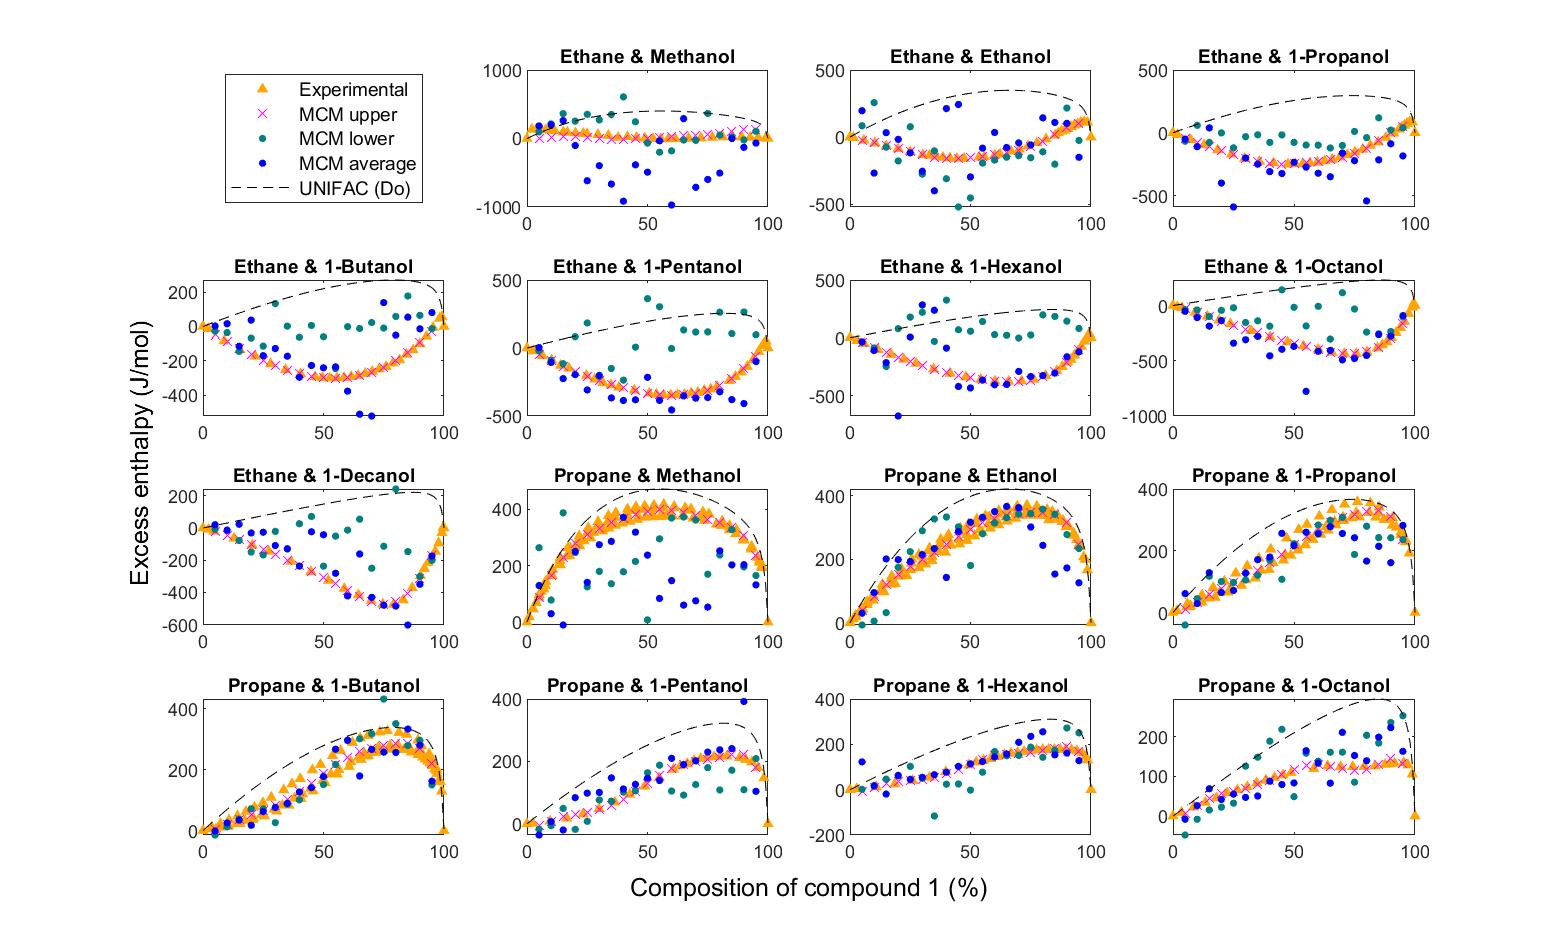 Experimental
MCM upper
MCM lower
MCM average
UNIFAC (Do)
Ethane & Methanol
1000
0
-1000
0 50 100
Ethane & Ethanol
500
0
-500
0 50 100
Ethane & 1-Propanol
500
0
-500
0 50 100
Excess enthalpy (J/mol)
Ethane & 1-Butanol
200
0
-200
-400
0 50 100
Ethane & 1-Pentanol
500
0
-500
0 50 100
Ethane & 1-Hexanol
500
0
-500
0 50 100
Ethane & 1-Octanol
0
-500
-1000
0 50 100
Ethane & 1-Decanol
200
0
-200
-400
-600
0 50 100
Propane & Methanol
400
200
0
0 50 100
Propane & Ethanol
400
200
0
0 50 100
Propane & 1-Propanol
400
200
0
0 50 100
Propane & 1-Butanol
400
200
0
0 50 100
Propane & 1-Pentanol
400
200
0
0 50 100
Propane & 1-Hexanol
400
200
0
-200
0 50 100
Propane & 1-Octanol
200
100
0
0 50 100
Composition of compound 1 (%)